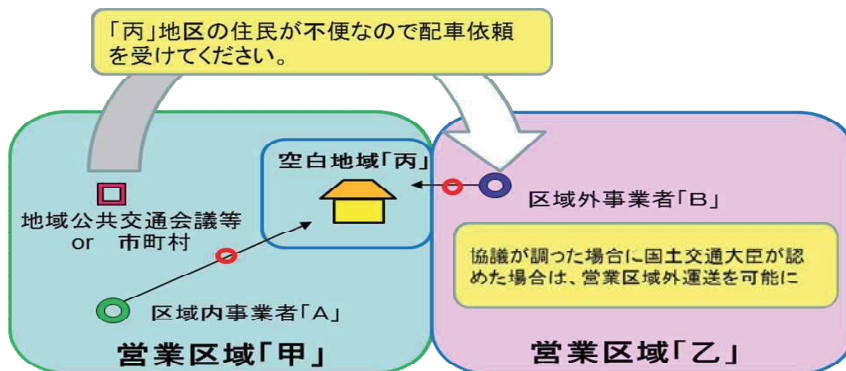 「丙」地区の住民が不便なので配車依頼
を受けてください。
空白地域「丙」
地域公共交通会議等
or 市町村
区域外事業者「B」
協議が調った場合に国土交通大臣が認
めた場合は、営業区域外運送を可能に
区域内事業者「A」
営業区域「甲」
営業区域「乙」